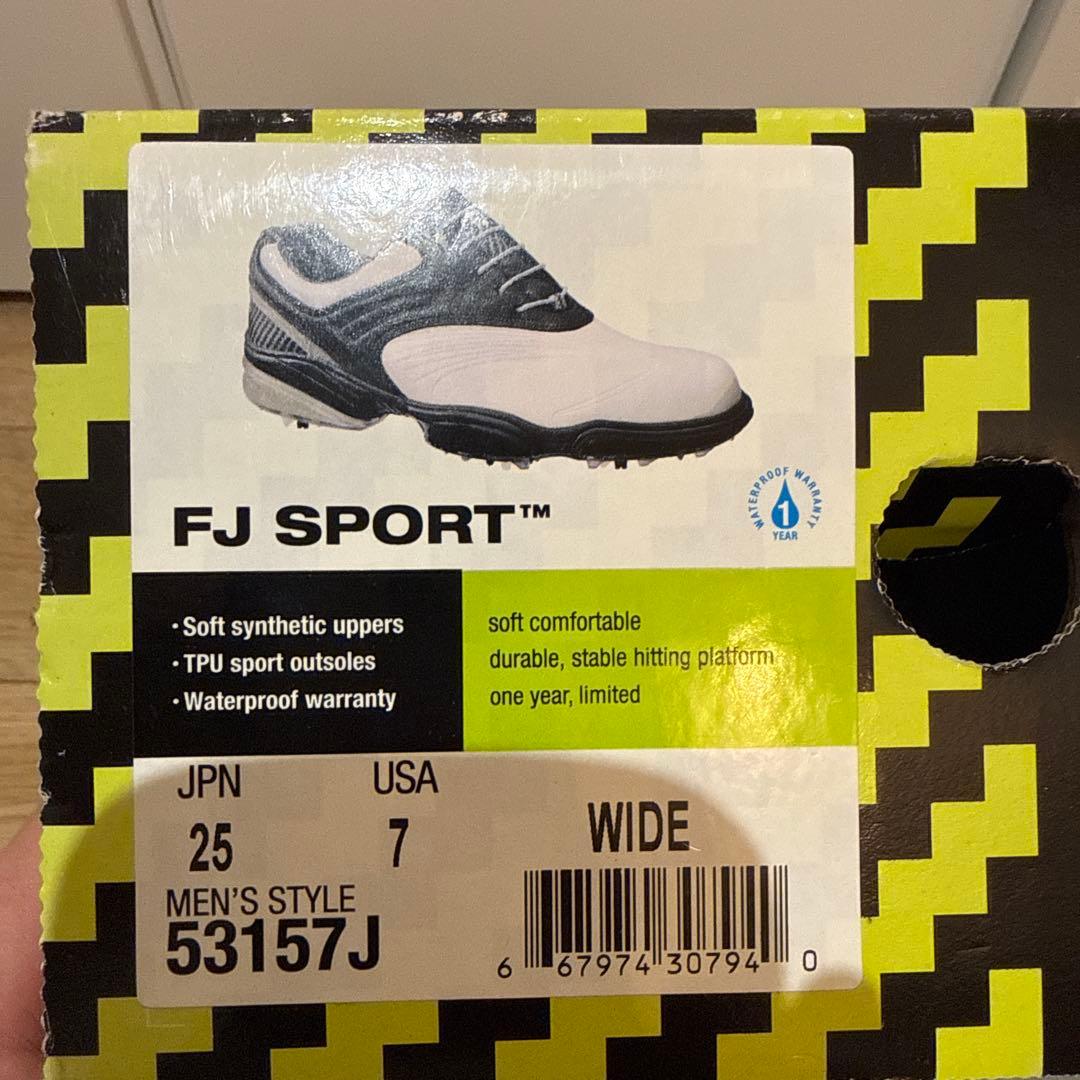 WATERPROOF WARRANTY
1
YEAR
FJ SPORT™
• Soft synthetic uppers
soft comfortable
• TPU sport outsoles
durable, stable hitting platform
• Waterproof warranty
one year, limited
JPN USA
25 7
WIDE
MEN'S STYLE
53157J
6 67974 30794 0